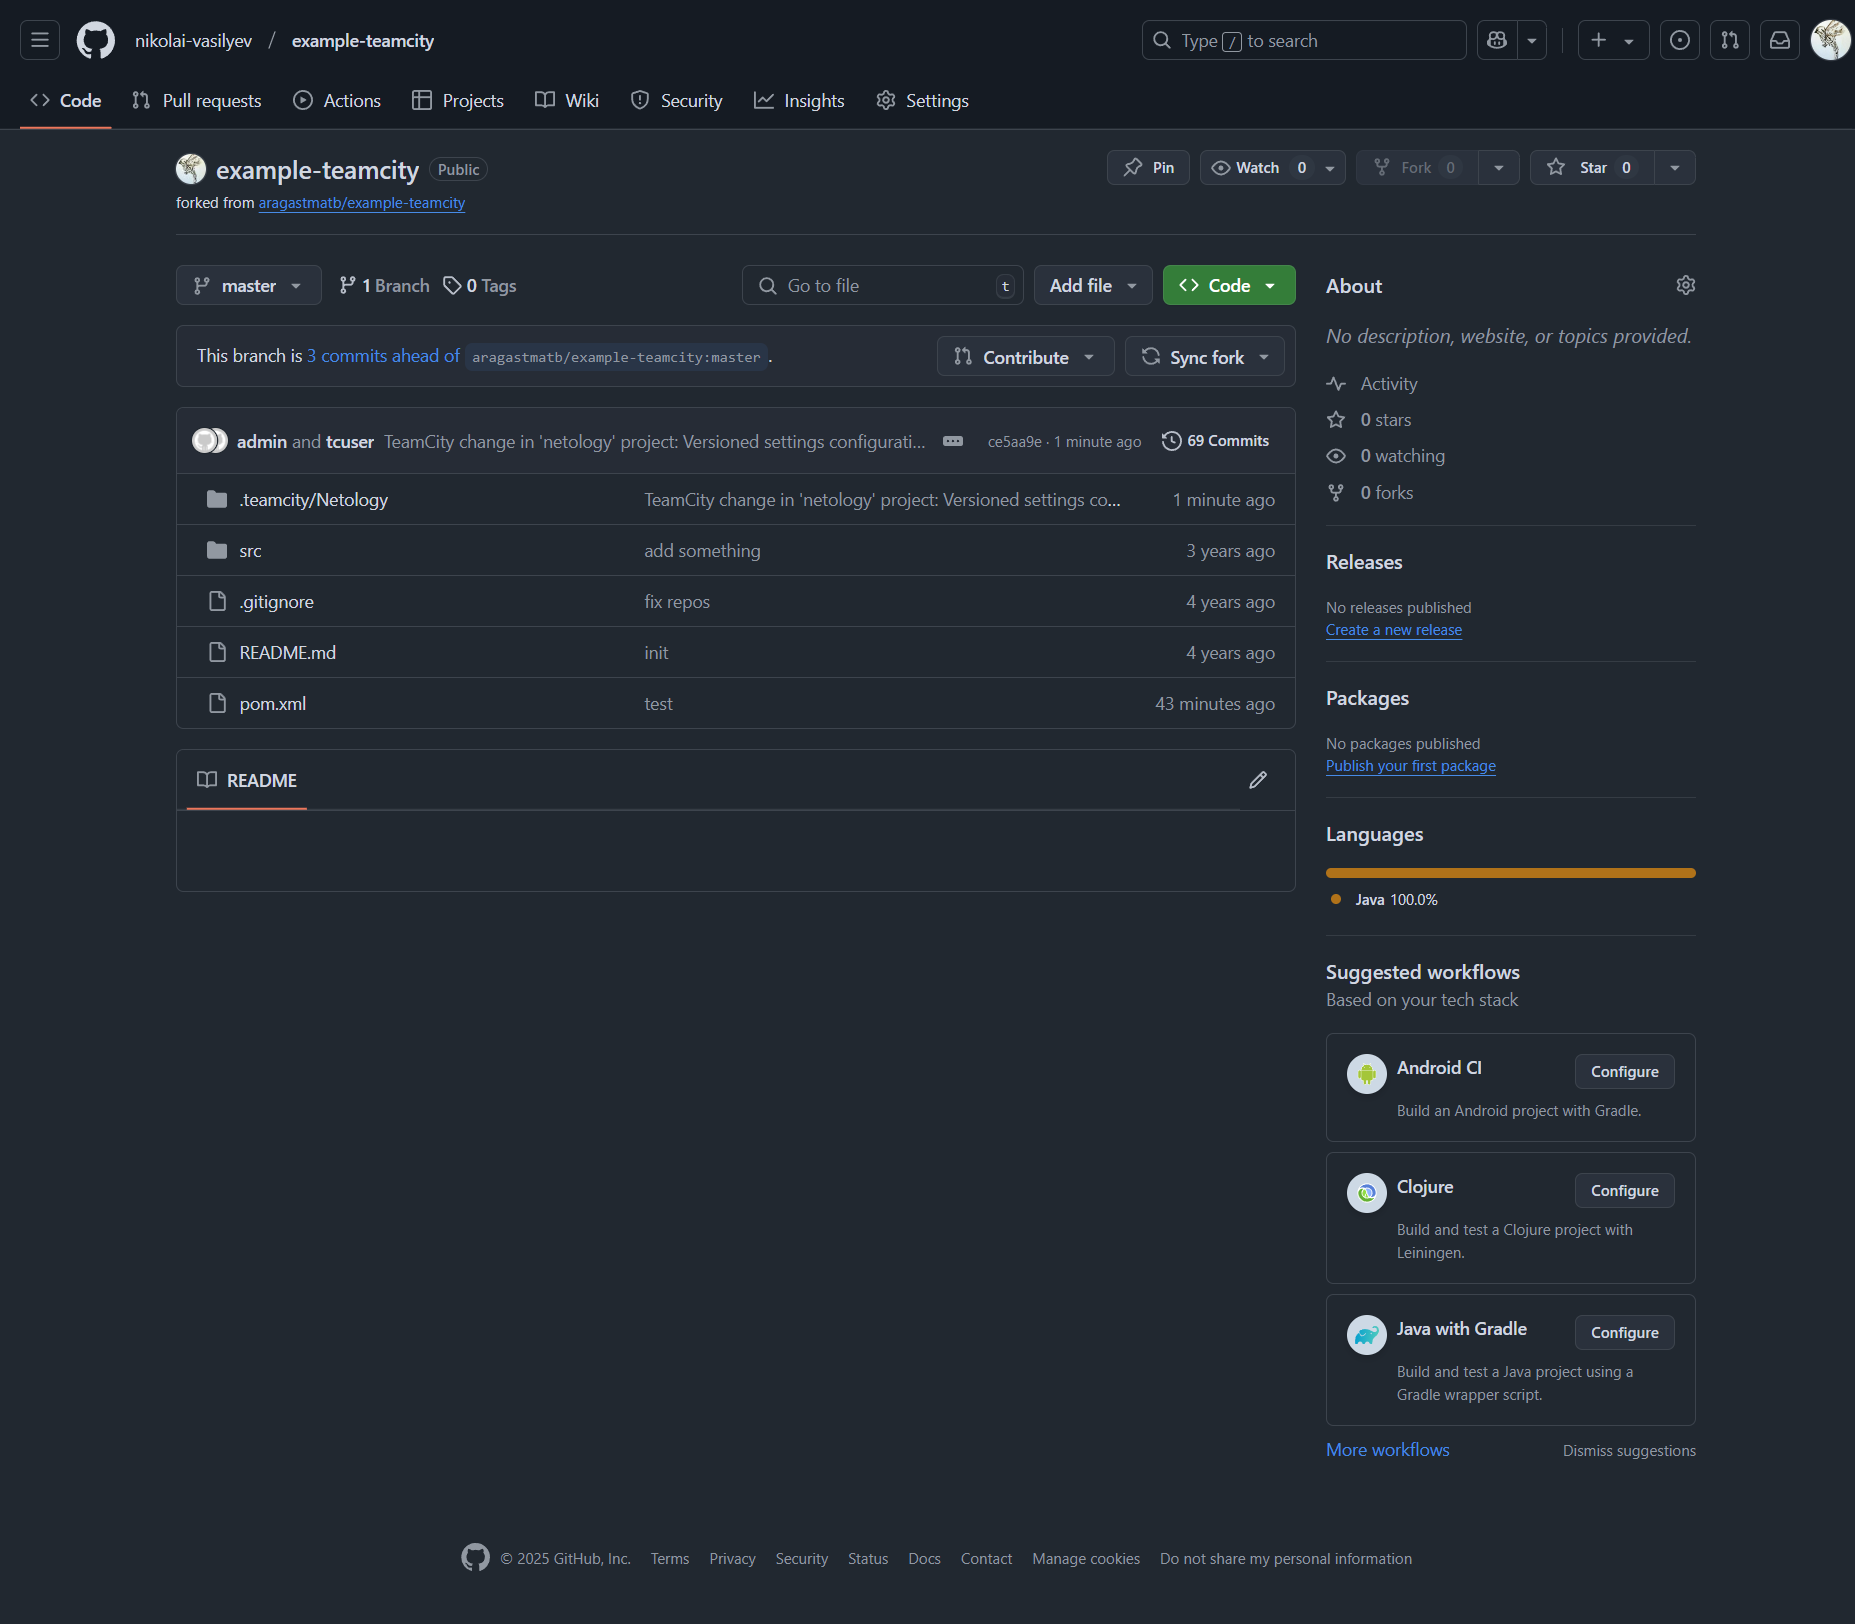 nikolai-vasilyev / example-teamcity
Type / to search
Code Pull requests Actions Projects Wiki Security Insights Settings
example-teamcity Public
Pin Watch 0 Fork 0 Star 0
forked from aragastmatb/example-teamcity
master 1 Branch 0 Tags
Go to file t Add file Code
This branch is 3 commits ahead of aragastmatb/example-teamcity:master .
Contribute Sync fork
admin and tcuser TeamCity change in 'netology' project: Versioned settings configurati... ce5aa9e · 1 minute ago 69 Commits
.teamcity/Netology TeamCity change in 'netology' project: Versioned settings co... 1 minute ago
src add something 3 years ago
.gitignore fix repos 4 years ago
README.md init 4 years ago
pom.xml test 43 minutes ago
README
About
No description, website, or topics provided.
Activity
0 stars
0 watching
0 forks
Releases
No releases published
Create a new release
Packages
No packages published
Publish your first package
Languages
Java 100.0%
Suggested workflows
Based on your tech stack
Android CI Configure
Build an Android project with Gradle.
Clojure Configure
Build and test a Clojure project with
Leiningen.
Java with Gradle Configure
Build and test a Java project using a
Gradle wrapper script.
More workflows Dismiss suggestions
© 2025 GitHub, Inc. Terms Privacy Security Status Docs Contact Manage cookies Do not share my personal information